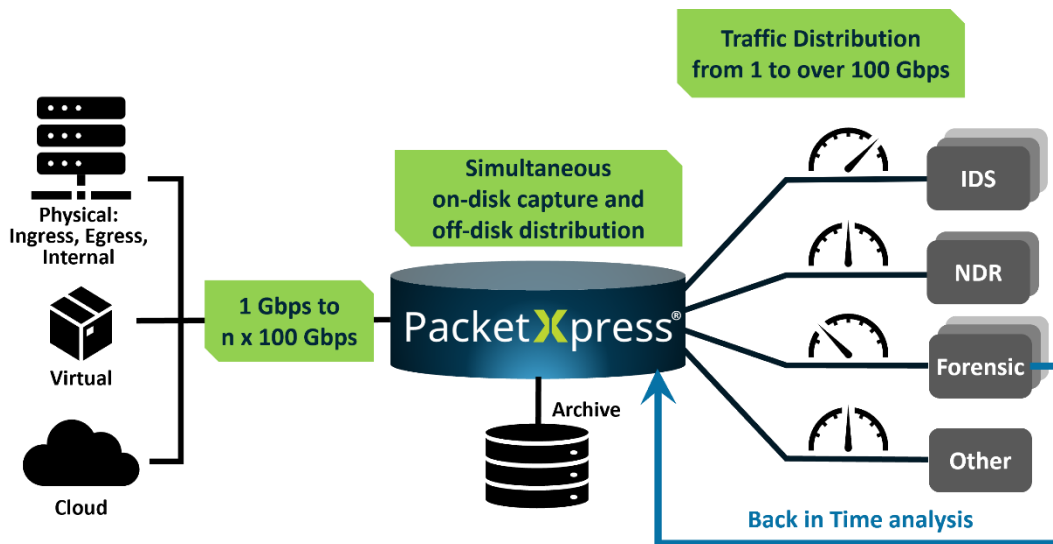 Traffic Distribution
from 1 to over 100 Gbps
Simultaneous
on-disk capture and
off-disk distribution
Physical:
Ingress, Egress,
Internal
1 Gbps to
n x 100 Gbps
Virtual
Cloud
PacketXpress®
Archive
IDS
NDR
Forensic
Other
Back in Time analysis